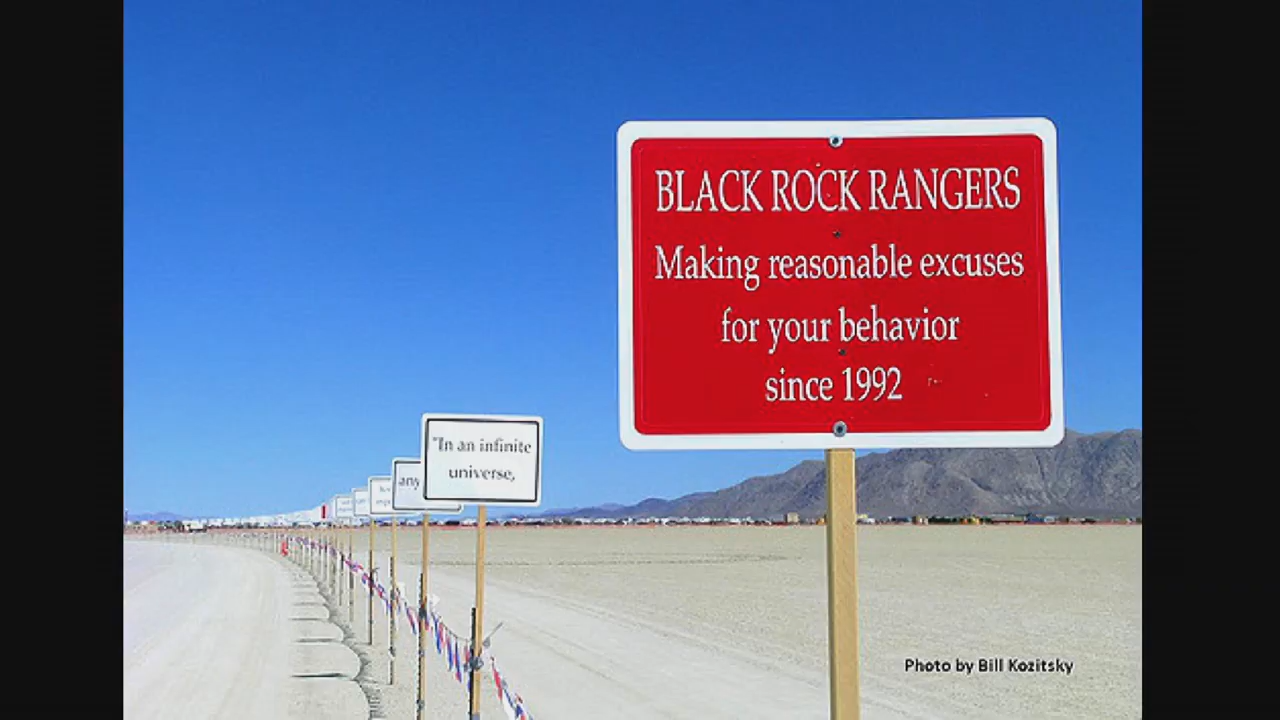 BLACK ROCK RANGERS
Making reasonable excuses
for your behavior
since 1992
"In an infinite
universe,
any
Photo by Bill Kozitsky